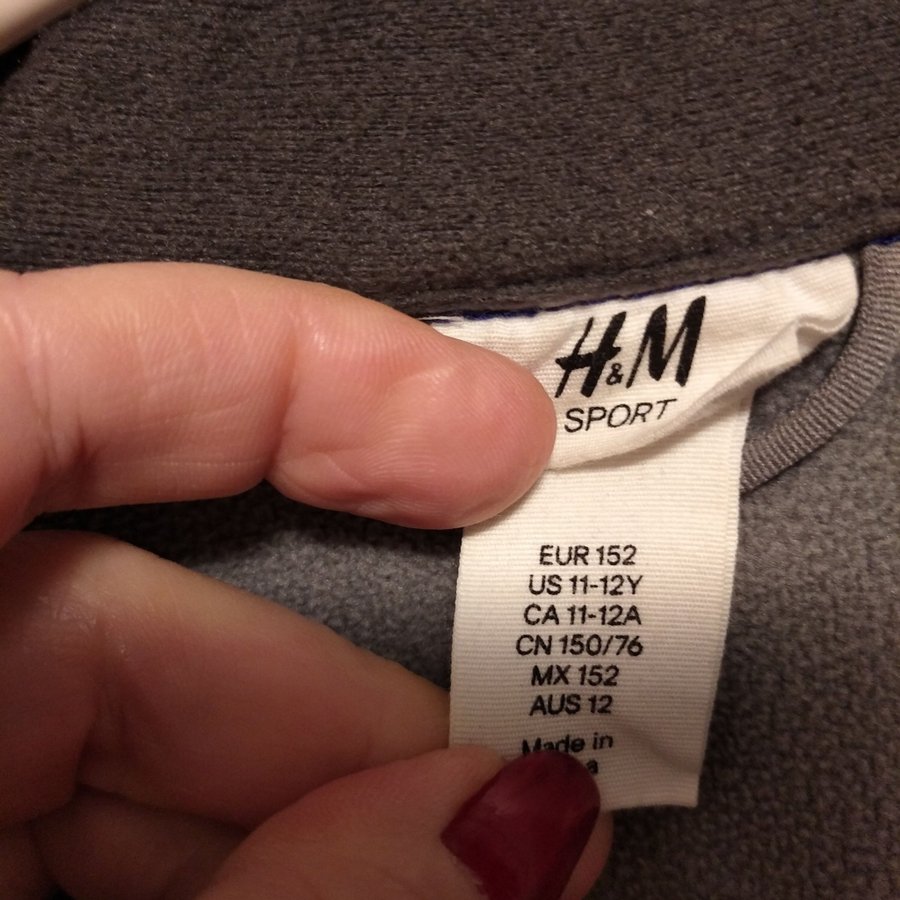 H&M
SPORT
EUR 152
US 11-12Y
CA 11-12A
CN 150/76
MX 152
AUS 12
Made in